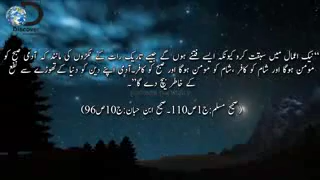 Discover
"نیک اعمال میں سبقت کرو کیونکہ ایسے فتنے ہوں گے جیسے تاریک رات کے ٹکڑوں کی مانند کہ آدمی صبح کو
مومن ہوگا اور شام کو کافر، شام کو مومن ہوگا اور صبح کو کافر۔ آدمی اپنے دین کو دنیا کے تھوڑے سے نفع
کے خاطر بیچ دے گا"۔
(صحیح مسلم:ج1ص110۔صحیح ابن حبان:ج10ص96)